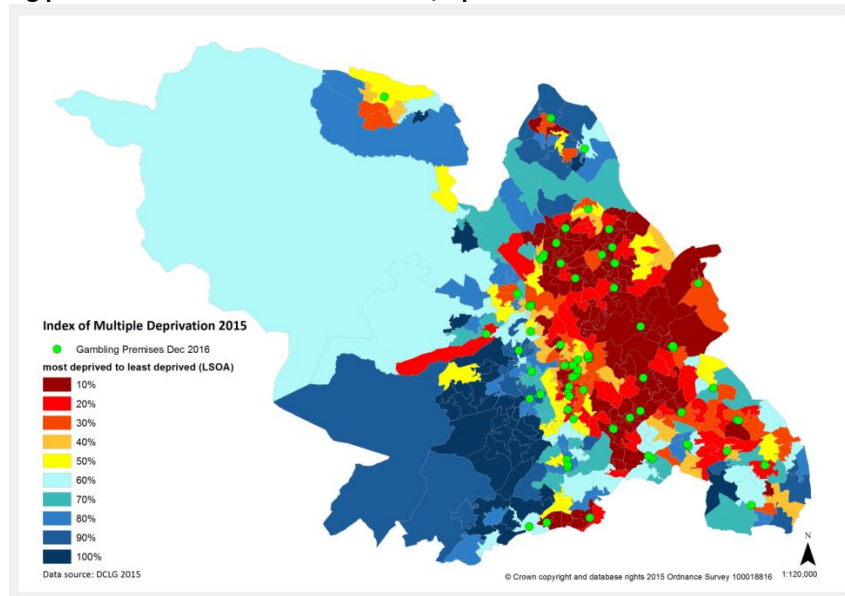 Index of Multiple Deprivation 2015
Gambling Premises Dec 2016
most deprived to least deprived (LSOA)
10%
20%
30%
40%
50%
60%
70%
80%
90%
100%
Data source: DCLG 2015
N
© Crown copyright and database rights 2015 Ordnance Survey 100018816
1:120,000